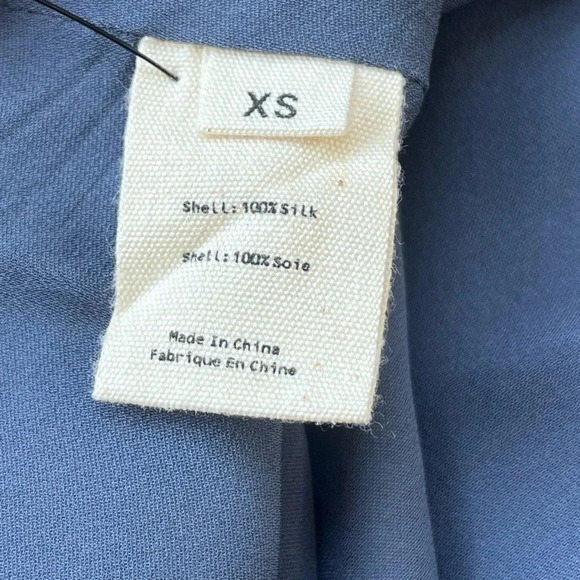 XS
Shell: 100% Silk
shell: 100% Soie
Made In China
Fabrique En Chine